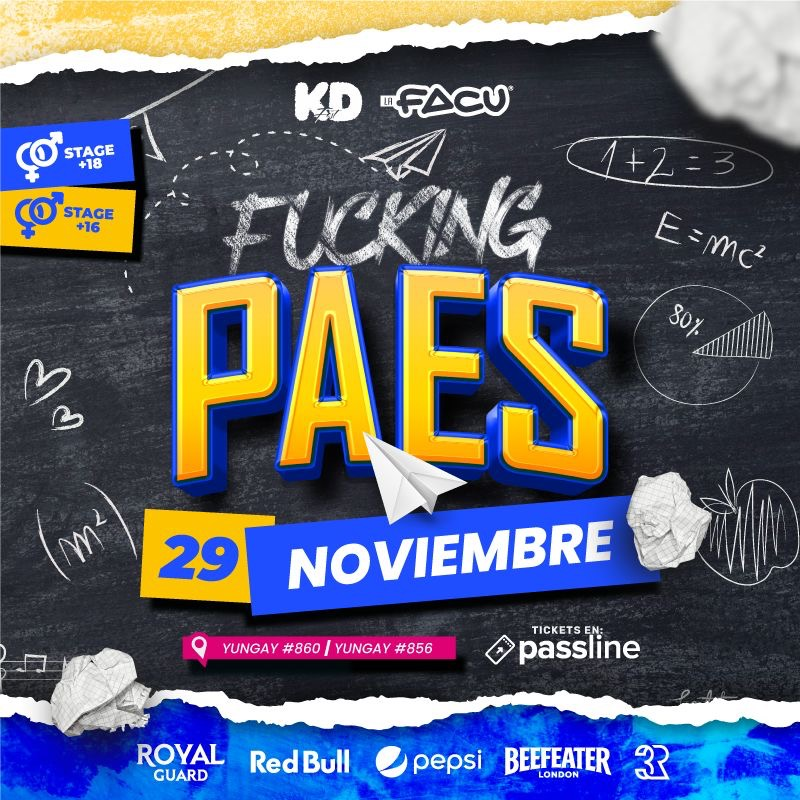 KD
LA FACU®
STAGE
+18
STAGE
+16
1+2=3
E=mc²
FUCKING
PAES
80%
(m²)
29 NOVIEMBRE
YUNGAY #860 / YUNGAY #856
TICKETS EN:
passline
ROYAL
GUARD
Red Bull
pepsi
BEEFEATER
LONDON
3R